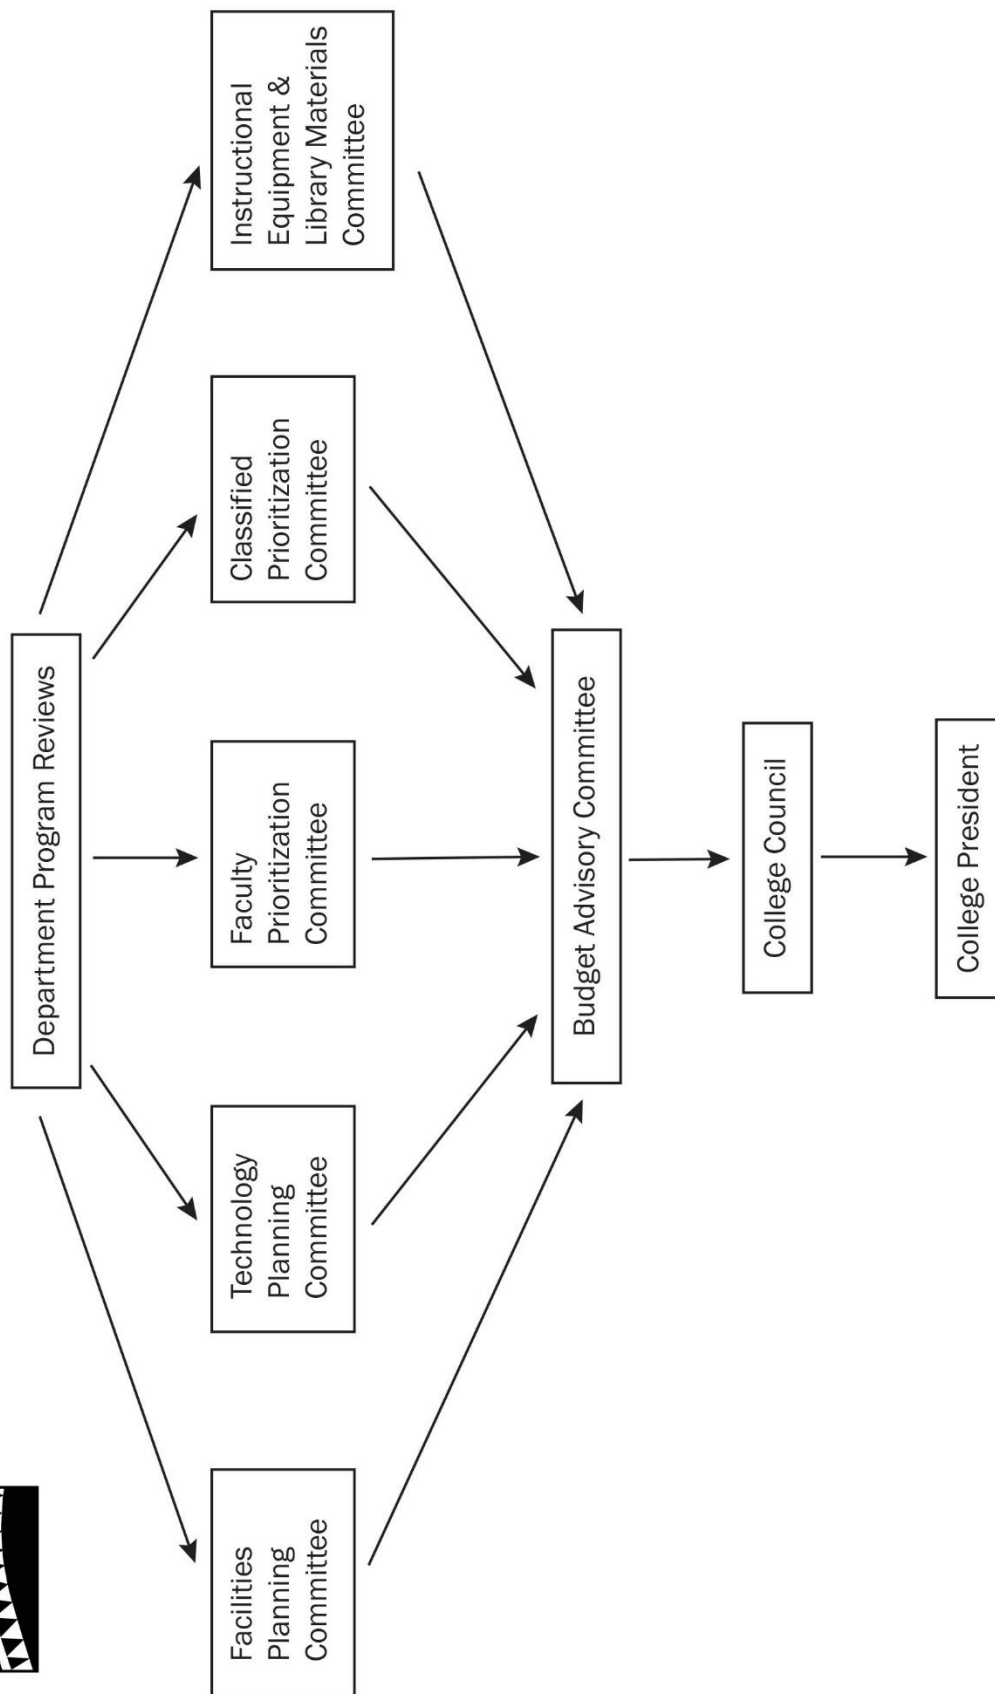 Department Program Reviews
Facilities
Planning
Committee
Technology
Planning
Committee
Faculty
Prioritization
Committee
Classified
Prioritization
Committee
Instructional
Equipment &
Library Materials
Committee
Budget Advisory Committee
College Council
College President